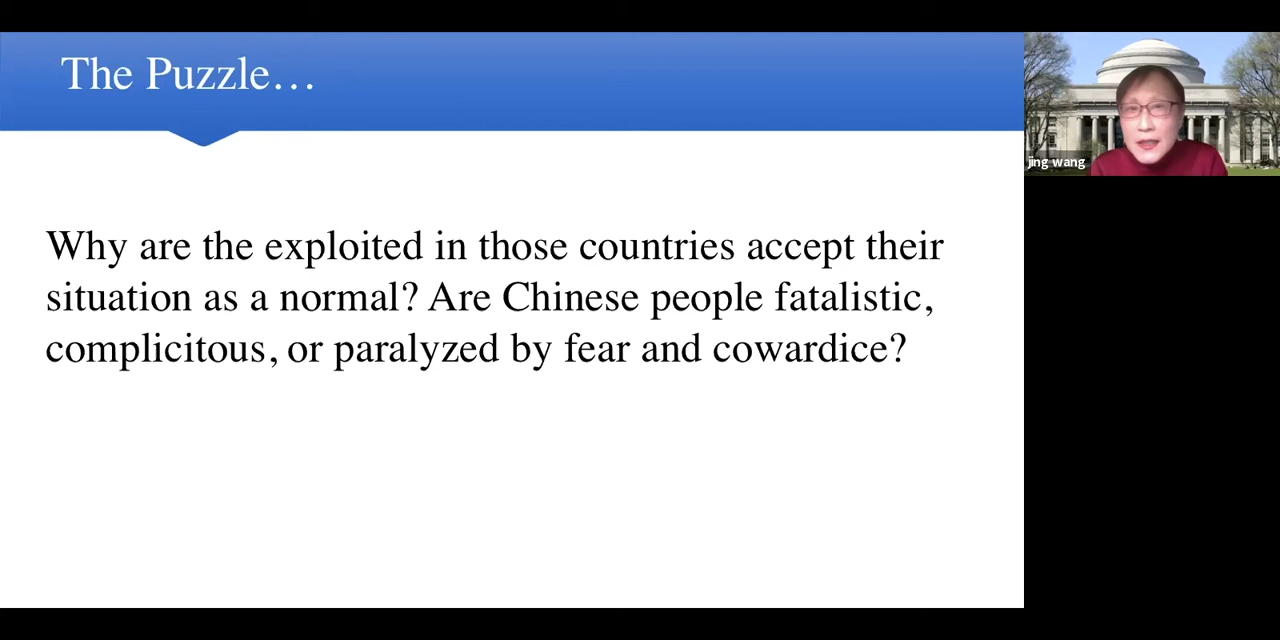 The Puzzle…
Why are the exploited in those countries accept their
situation as a normal? Are Chinese people fatalistic,
complicitous, or paralyzed by fear and cowardice?
jing wang